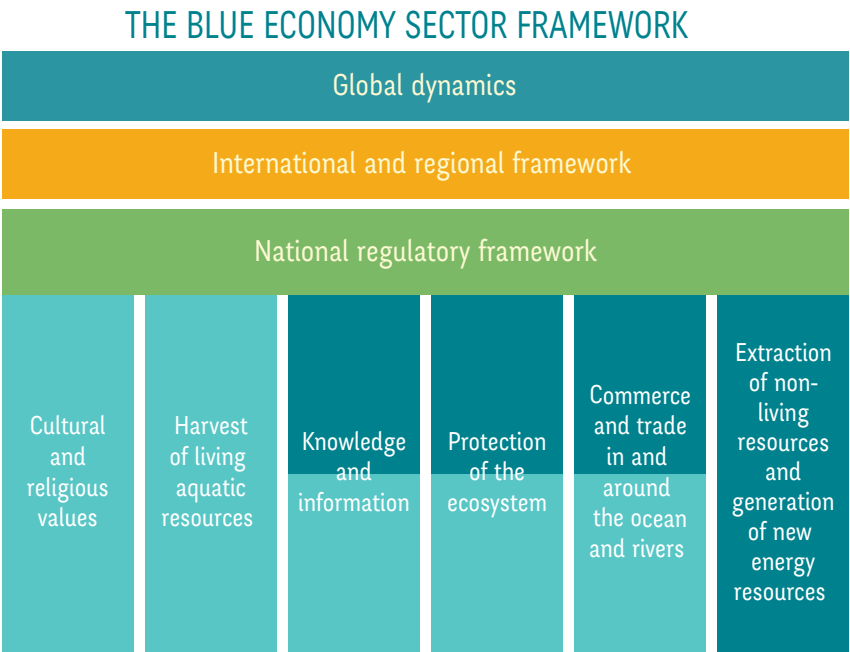 THE BLUE ECONOMY SECTOR FRAMEWORK
Global dynamics
International and regional framework
National regulatory framework
Cultural
and
religious
values
Harvest
of living
aquatic
resources
Knowledge
and
information
Protection
of the
ecosystem
Commerce
and trade
in and
around
the ocean
and rivers
Extraction
of non-
living
resources
and
generation
of new
energy
resources